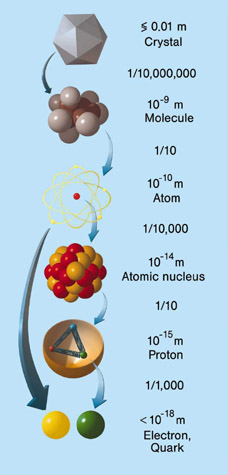 ≲ 0.01 m
Crystal
1/10,000,000
10⁻⁹ m
Molecule
1/10
10⁻¹⁰ m
Atom
1/10,000
10⁻¹⁴ m
Atomic nucleus
1/10
10⁻¹⁵ m
Proton
1/1,000
<10⁻¹⁸ m
Electron,
Quark